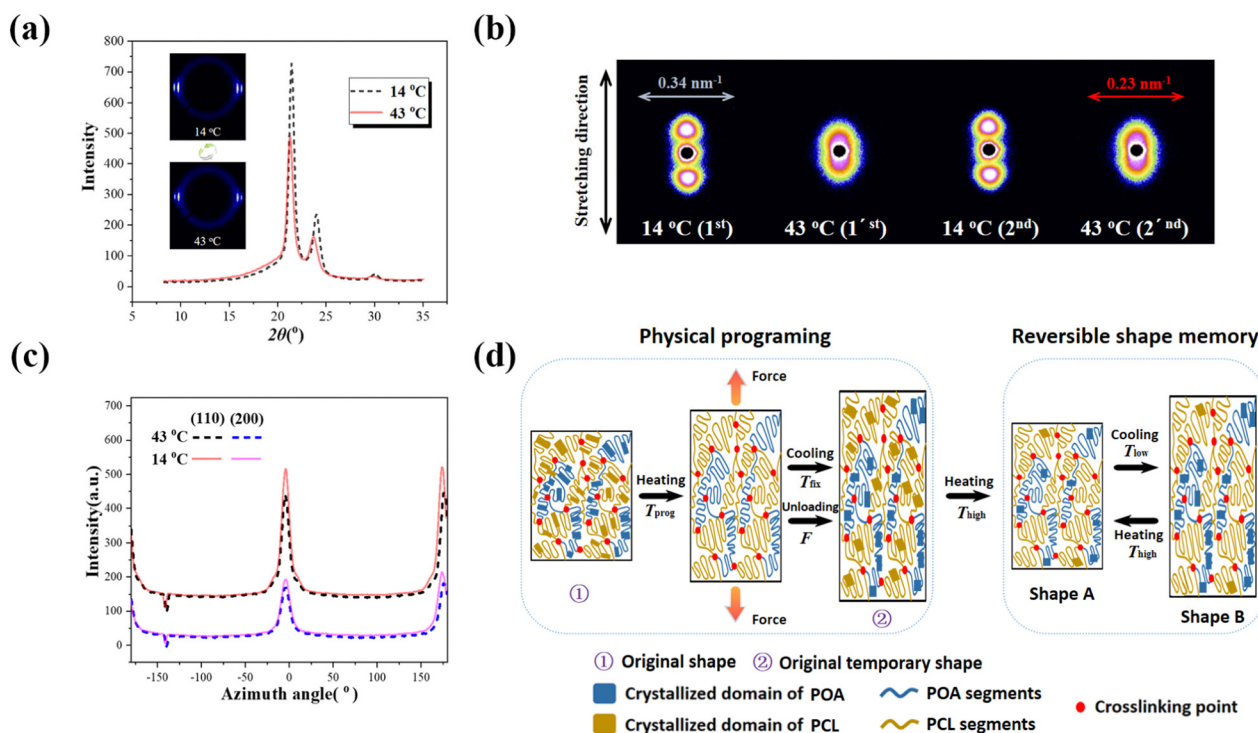 (a)
Intensity
700
600
500
400
300
200
100
0
5
10
15
20
25
30
35
2θ(°)
14 °C
43 °C
14 °C
43 °C
(b)
Stretching direction
0.34 nm⁻¹
0.23 nm⁻¹
14 °C (1st)
43 °C (1´ st)
14 °C (2nd)
43 °C (2´ nd)
(c)
Intensity(a.u.)
700
600
500
400
300
200
100
0
-150
-100
-50
0
50
100
150
Azimuth angle( °)
(110) (200)
43 °C
14 °C
(d)
Physical programing
Reversible shape memory
Force
Heating
Tprog
Cooling
Tfix
Unloading
F
Heating
Thigh
Cooling
Tlow
Heating
Thigh
①
Force
②
Shape A
Shape B
① Original shape ② Original temporary shape
Crystallized domain of POA POA segments
Crosslinking point
Crystallized domain of PCL PCL segments